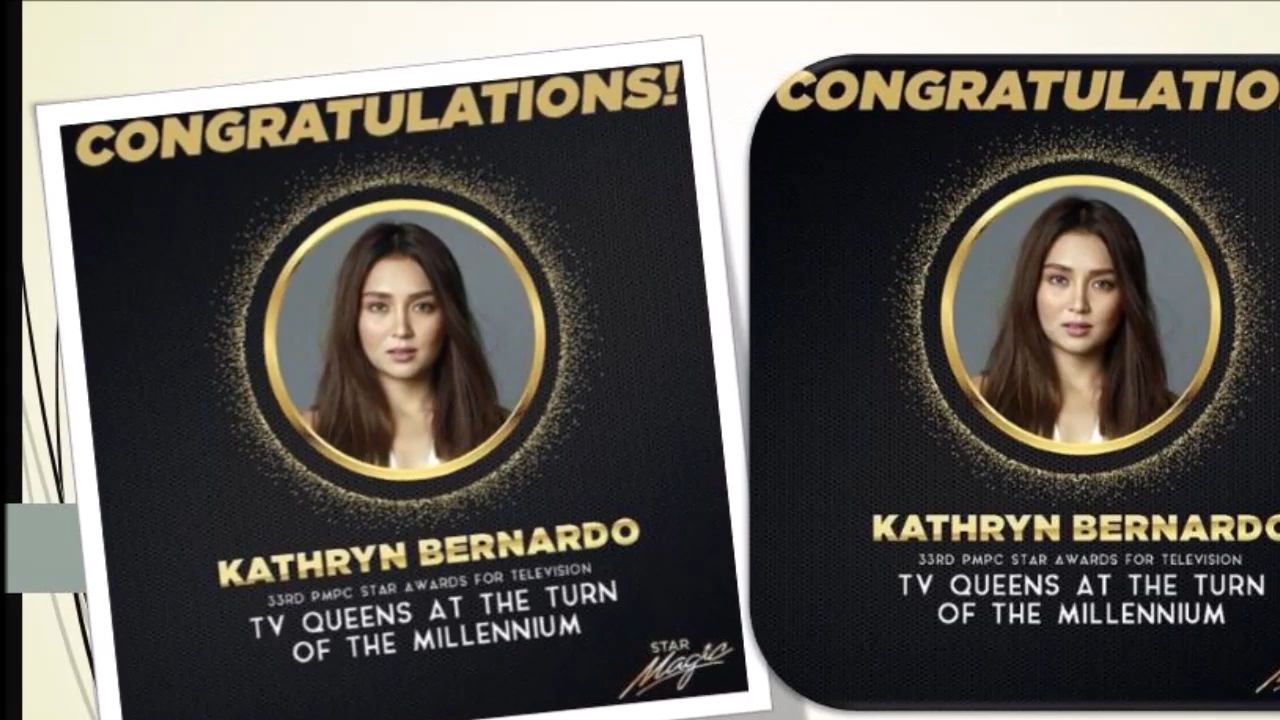 CONGRATULATIONS!
KATHRYN BERNARDO
33RD PMPC STAR AWARDS FOR TELEVISION
TV QUEENS AT THE TURN
OF THE MILLENNIUM
STAR
Magic
CONGRATULATIO
KATHRYN BERNARDO
33RD PMPC STAR AWARDS FOR TELEVISION
TV QUEENS AT THE TURN
OF THE MILLENNIUM